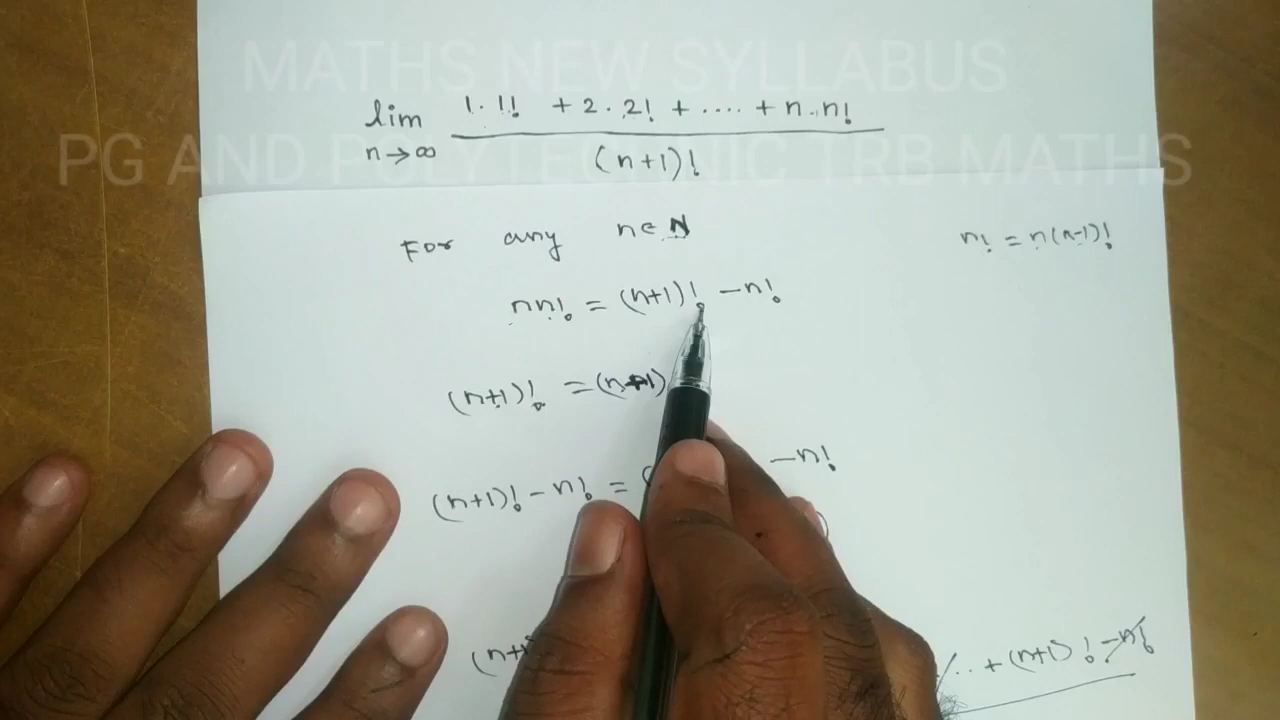 MATHS NEW SYLLABUS
lim 1. 1! + 2 . 2! + .... + n . n!
n→∞ (n+1)!
PG AND POLYTECHNIC TRB MATHS
For any n∈N
n! = n(n-1)!
nn! = (n+1)! - n!
(n+1)! = (n+1)
(n+1)! - n! = ( - n!
(n+1 ... + (n+1)! - n!